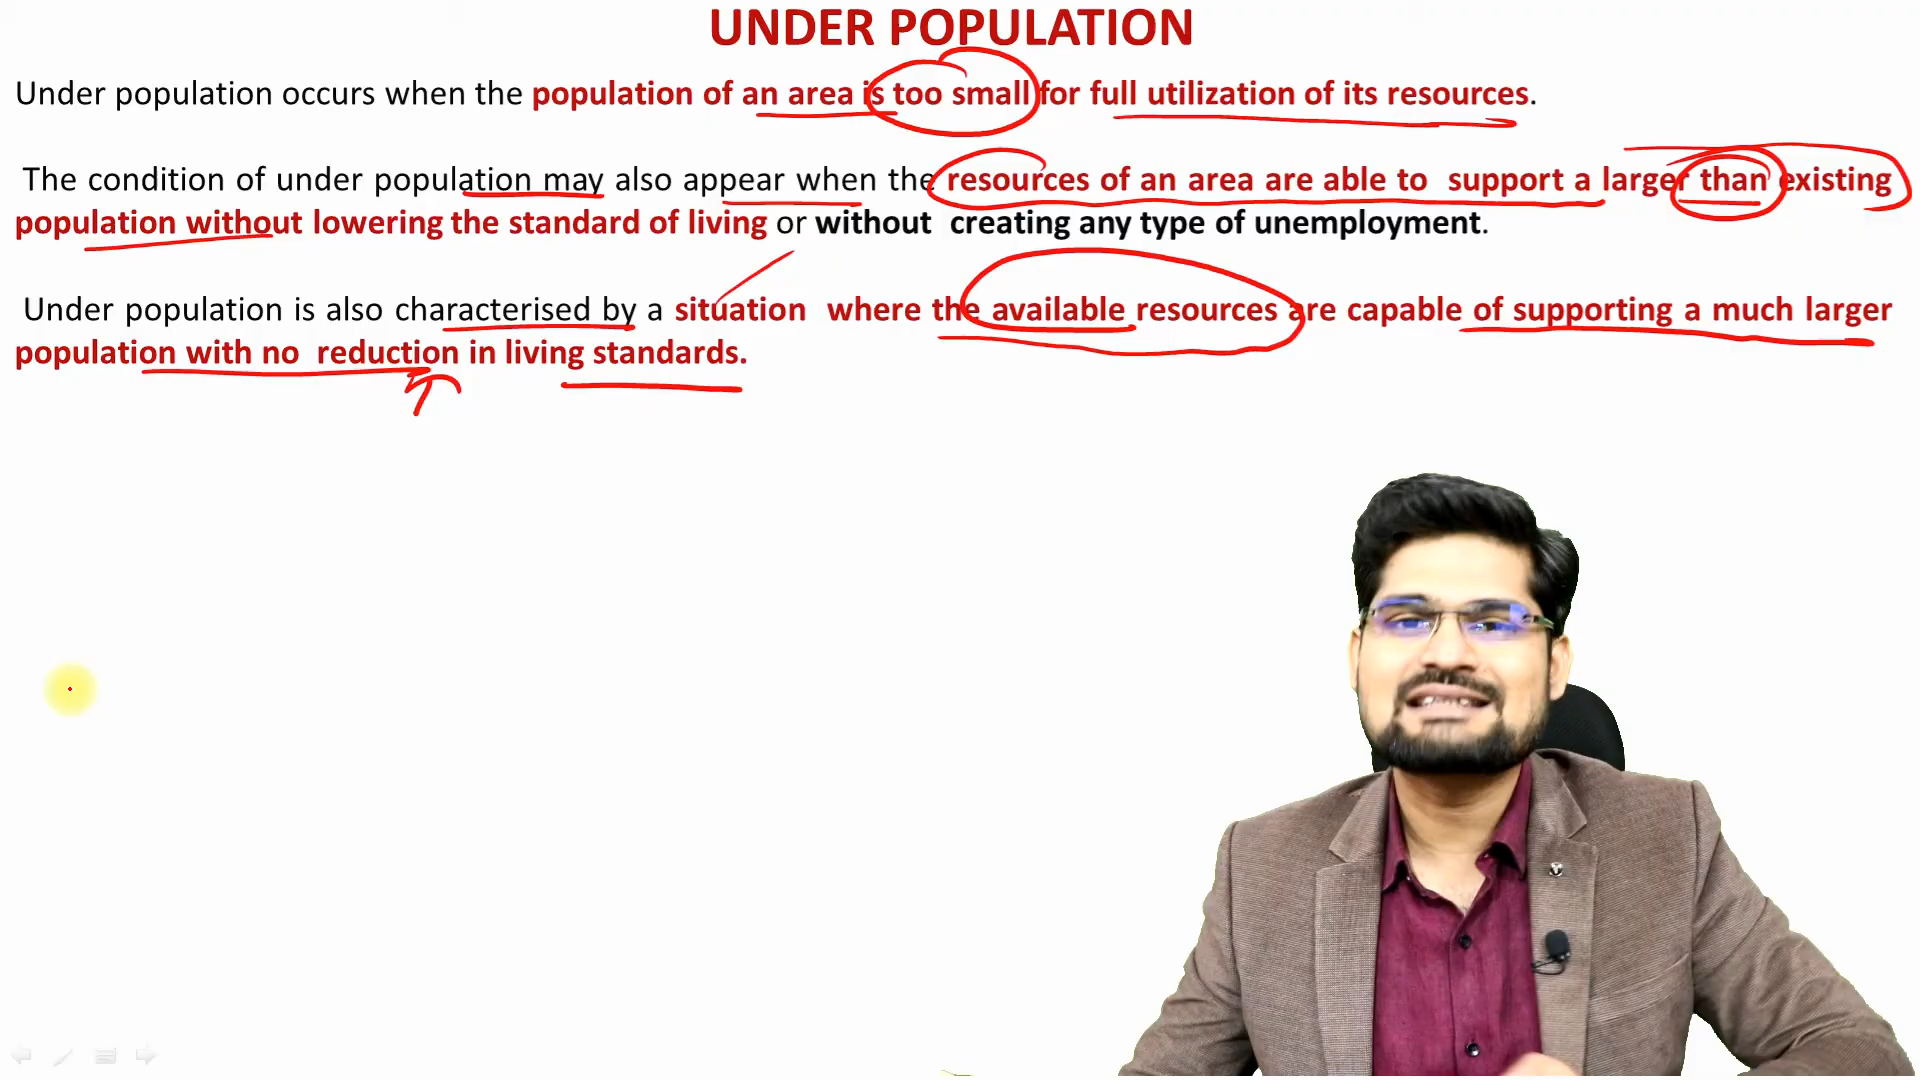 UNDER POPULATION
Under population occurs when the population of an area is too small for full utilization of its resources.
The condition of under population may also appear when the resources of an area are able to support a larger than existing
population without lowering the standard of living or without creating any type of unemployment.
Under population is also characterised by a situation where the available resources are capable of supporting a much larger
population with no reduction in living standards.